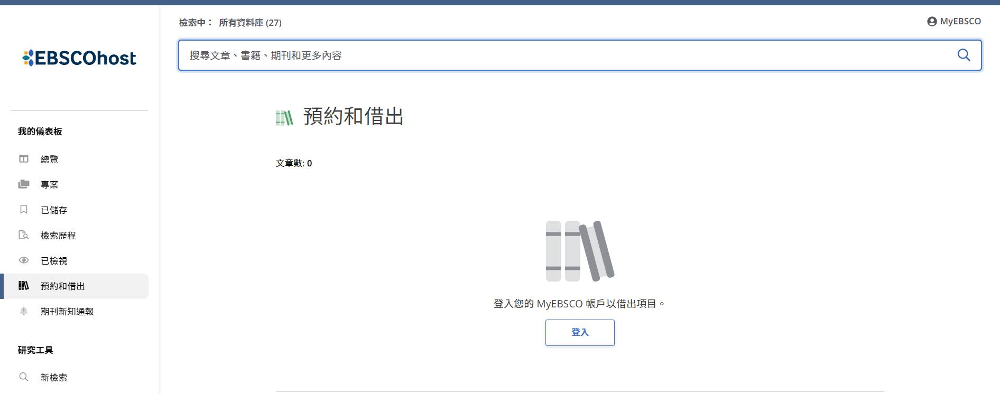 檢索中： 所有資料庫 (27)
MyEBSCO
EBSCOhost
搜尋文章、書籍、期刊和更多內容
預約和借出
文章數: 0
我的儀表板
總覽
專案
已儲存
檢索歷程
已檢視
預約和借出
期刊新知通報
登入您的 MyEBSCO 帳戶以借出項目。
登入
研究工具
新檢索